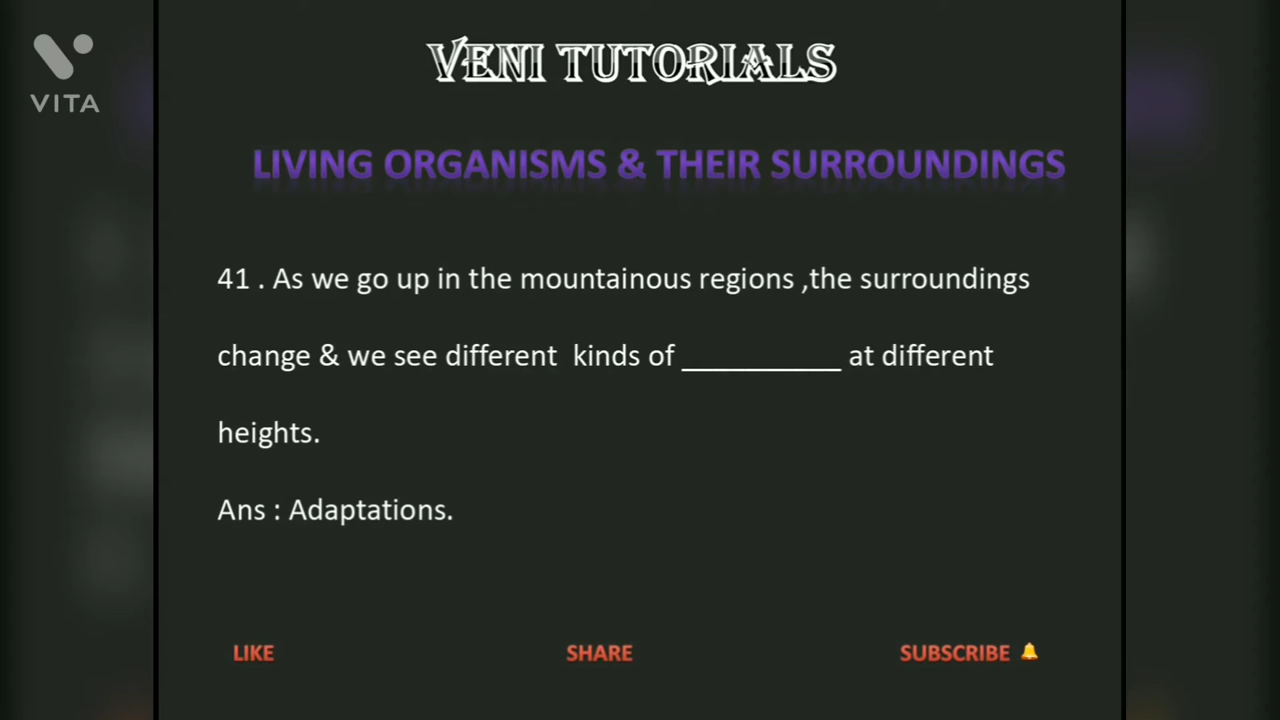 VITA
VENI TUTORIALS
LIVING ORGANISMS & THEIR SURROUNDINGS
41 . As we go up in the mountainous regions ,the surroundings
change & we see different kinds of __________ at different
heights.
Ans : Adaptations.
LIKE SHARE SUBSCRIBE 🔔